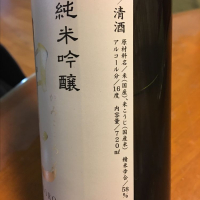 清酒
純米吟醸
原材料名／米（国産）、米こうじ（国産米）　精米歩合／58%
アルコール分／16度　内容量／720ml